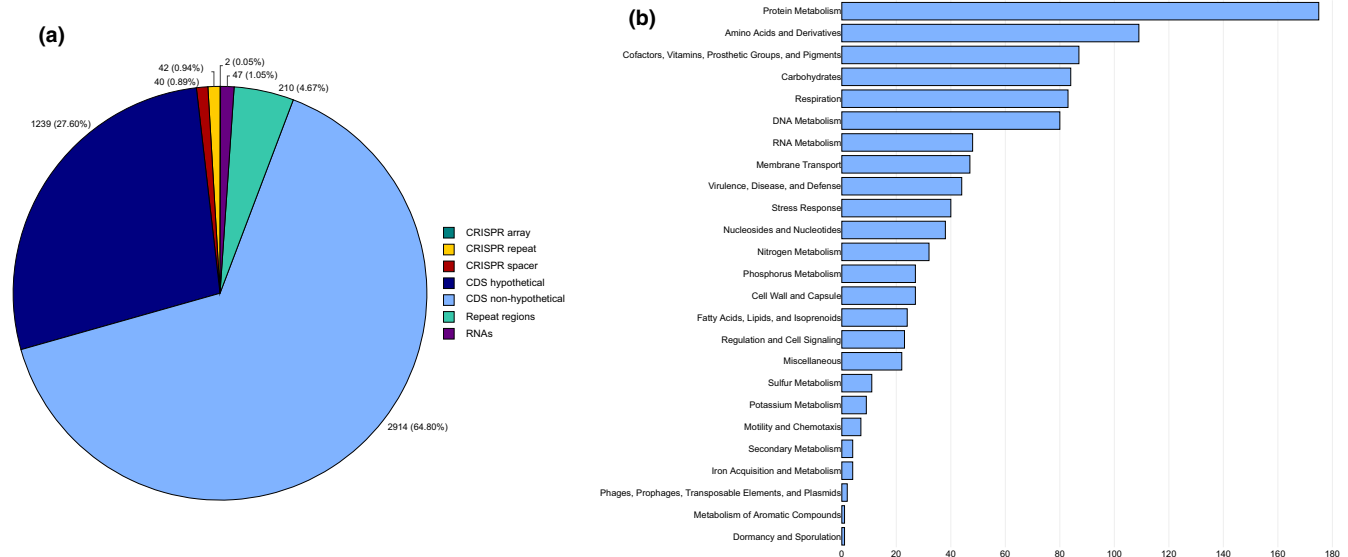 (a)
42 (0.94%)
2 (0.05%)
40 (0.89%)
47 (1.05%)
210 (4.67%)
1239 (27.60%)
2914 (64.80%)
CRISPR array
CRISPR repeat
CRISPR spacer
CDS hypothetical
CDS non-hypothetical
Repeat regions
RNAs
(b)
Protein Metabolism
Amino Acids and Derivatives
Cofactors, Vitamins, Prosthetic Groups, and Pigments
Carbohydrates
Respiration
DNA Metabolism
RNA Metabolism
Membrane Transport
Virulence, Disease, and Defense
Stress Response
Nucleosides and Nucleotides
Nitrogen Metabolism
Phosphorus Metabolism
Cell Wall and Capsule
Fatty Acids, Lipids, and Isoprenoids
Regulation and Cell Signaling
Miscellaneous
Sulfur Metabolism
Potassium Metabolism
Motility and Chemotaxis
Secondary Metabolism
Iron Acquisition and Metabolism
Phages, Prophages, Transposable Elements, and Plasmids
Metabolism of Aromatic Compounds
Dormancy and Sporulation
0 20 40 60 80 100 120 140 160 180